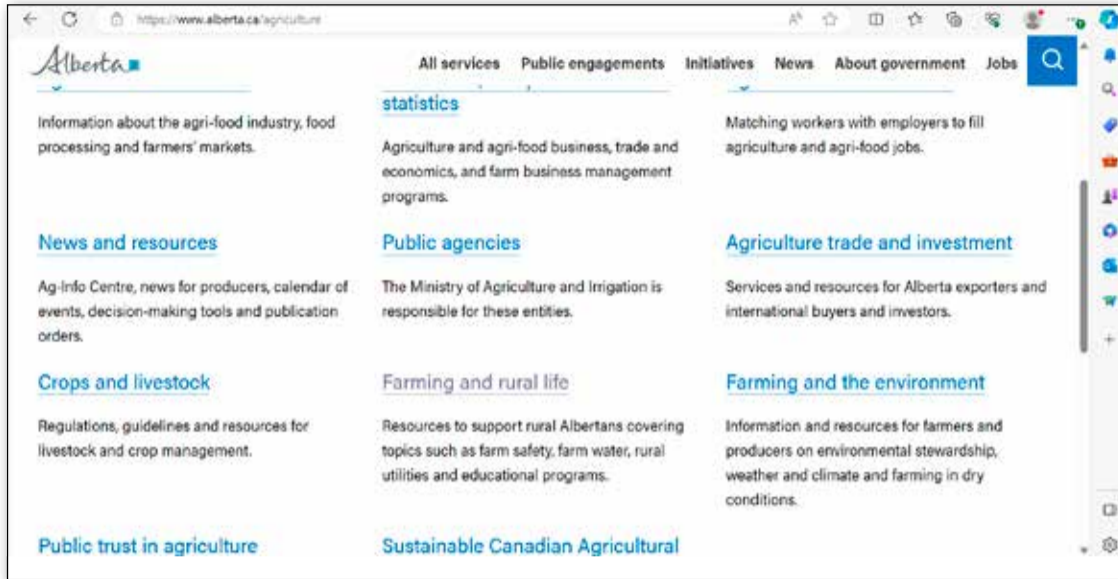 https://www.alberta.ca/agriculture
Alberta
All services Public engagements Initiatives News About government Jobs
Information about the agri-food industry, food
processing and farmers' markets.
statistics
Agriculture and agri-food business, trade and
economics, and farm business management
programs.
Matching workers with employers to fill
agriculture and agri-food jobs.
News and resources
Ag-Info Centre, news for producers, calendar of
events, decision-making tools and publication
orders.
Public agencies
The Ministry of Agriculture and Irrigation is
responsible for these entities.
Agriculture trade and investment
Services and resources for Alberta exporters and
international buyers and investors.
Crops and livestock
Regulations, guidelines and resources for
livestock and crop management.
Farming and rural life
Resources to support rural Albertans covering
topics such as farm safety, farm water, rural
utilities and educational programs.
Farming and the environment
Information and resources for farmers and
producers on environmental stewardship,
weather and climate and farming in dry
conditions.
Public trust in agriculture
Sustainable Canadian Agricultural